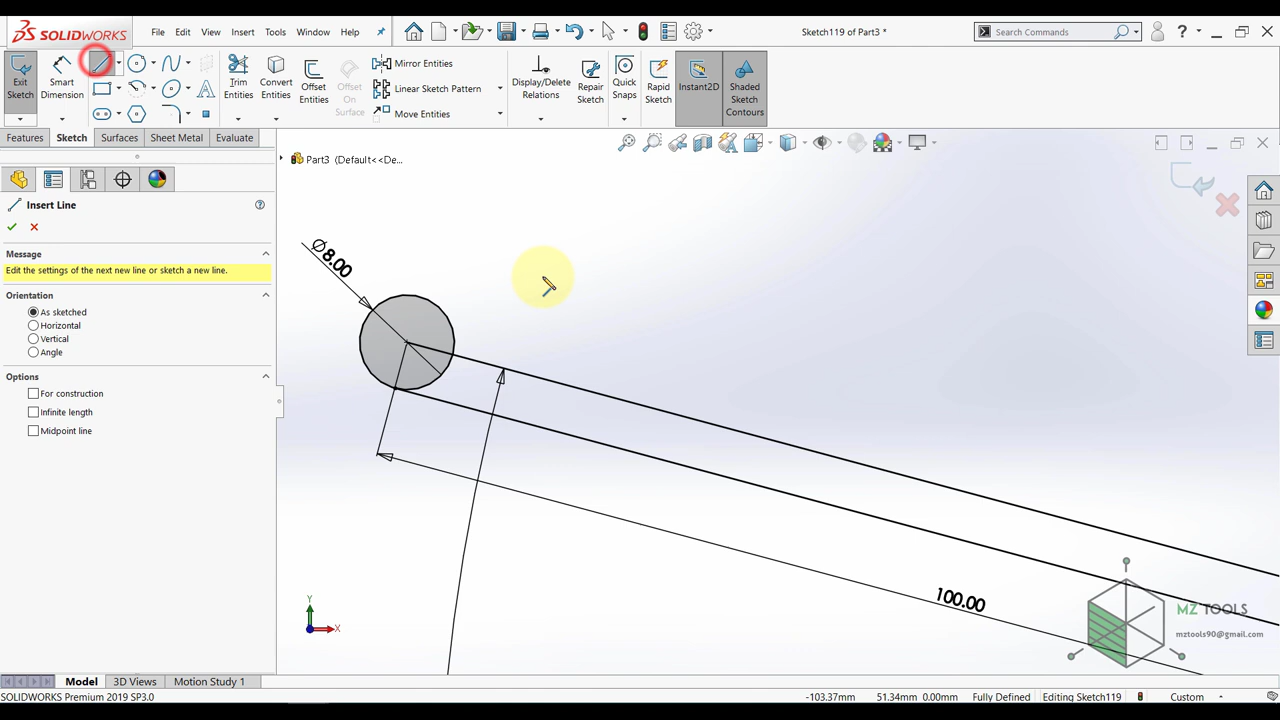 SOLIDWORKS
File Edit View Insert Tools Window Help
Sketch119 of Part3 *
Search Commands
Exit Sketch
Smart Dimension
Trim Entities
Convert Entities
Offset Entities
Offset On Surface
Mirror Entities
Linear Sketch Pattern
Move Entities
Display/Delete Relations
Repair Sketch
Quick Snaps
Rapid Sketch
Instant2D
Shaded Sketch Contours
Features Sketch Surfaces Sheet Metal Evaluate
Part3 (Default<<De...
Insert Line
Message
Edit the settings of the next new line or sketch a new line.
Orientation
As sketched
Horizontal
Vertical
Angle
Options
For construction
Infinite length
Midpoint line
Ø8.00
100.00
Y
X
MZ TOOLS
mztools90@gmail.com
Model 3D Views Motion Study 1
SOLIDWORKS Premium 2019 SP3.0
-103.37mm 51.34mm 0.00mm Fully Defined Editing Sketch119 Custom